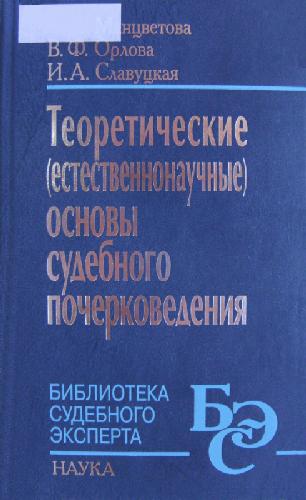 В. Ф. Орлова
И. А. Славуцкая
Теоретические
(естественнонаучные)
основы
судебного
почерковедения
БИБЛИОТЕКА
СУДЕБНОГО
ЭКСПЕРТА
БЭС
НАУКА